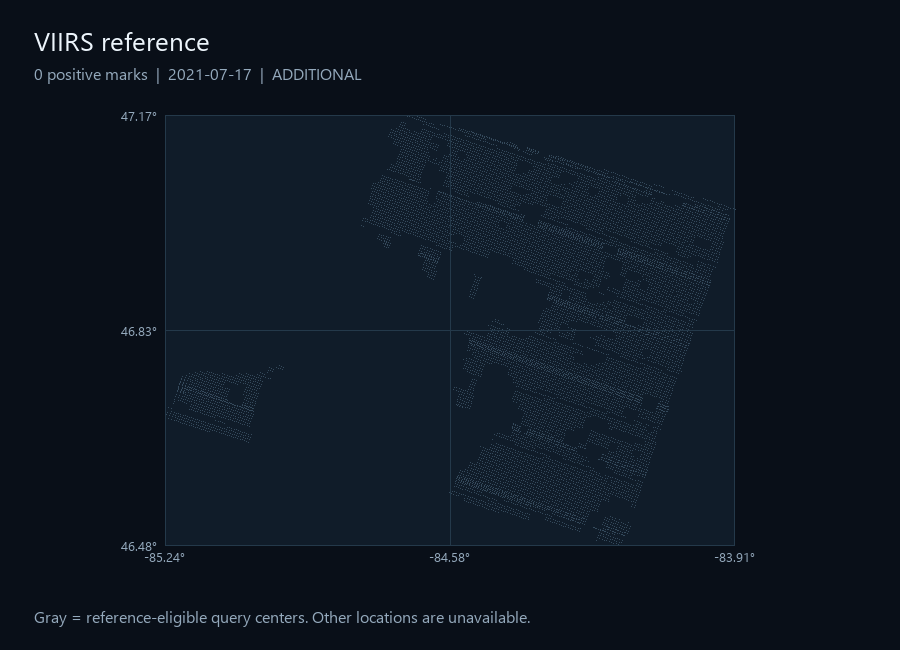 VIIRS reference
0 positive marks | 2021-07-17 | ADDITIONAL
47.17°
46.83°
46.48°
-85.24°
-84.58°
-83.91°
Gray = reference-eligible query centers. Other locations are unavailable.